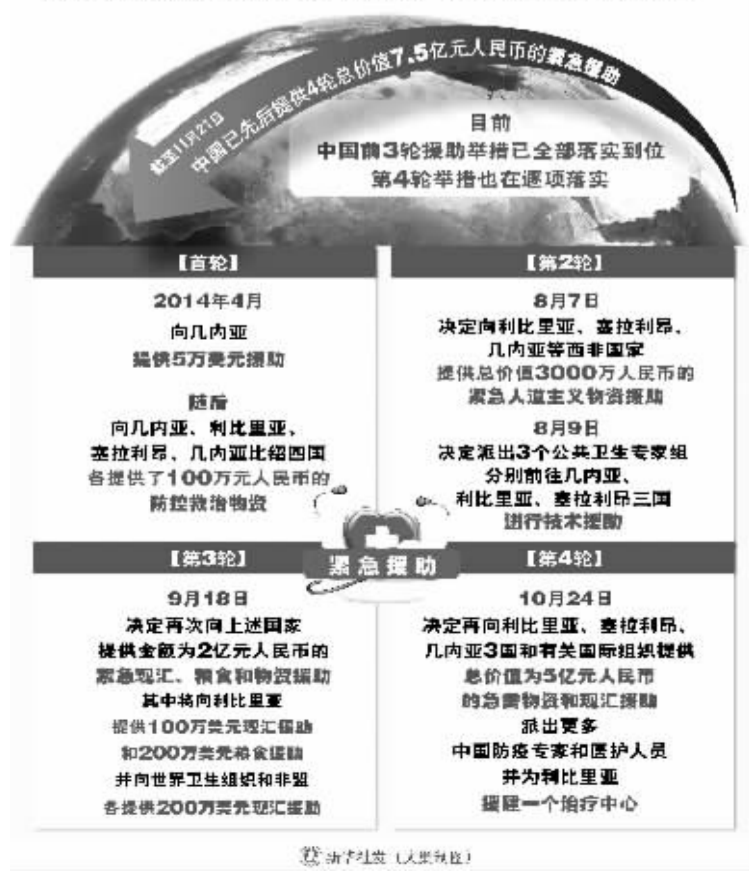 截至11月21日
中国已先后提供4轮总价值7.5亿元人民币的紧急援助
目前
中国前3轮援助举措已全部落实到位
第4轮举措也在逐项落实
【首轮】
2014年4月
向几内亚
提供5万美元援助
随后
向几内亚、利比里亚、
塞拉利昂、几内亚比绍四国
各提供了100万元人民币的
防控救治物资
【第2轮】
8月7日
决定向利比里亚、塞拉利昂、
几内亚等西非国家
提供总价值3000万人民币的
紧急人道主义物资援助
8月9日
决定派出3个公共卫生专家组
分别前往几内亚、
利比里亚、塞拉利昂三国
进行技术援助
紧急援助
【第3轮】
9月18日
决定再次向上述国家
提供金额为2亿元人民币的
紧急现汇、粮食和物资援助
其中将向利比里亚
提供100万美元现汇援助
和200万美元粮食援助
并向世界卫生组织和非盟
各提供200万美元现汇援助
【第4轮】
10月24日
决定再向利比里亚、塞拉利昂、
几内亚3国和有关国际组织提供
总价值为5亿元人民币
的急需物资和现汇援助
派出更多
中国防疫专家和医护人员
并为利比里亚
援建一个治疗中心
新华社发